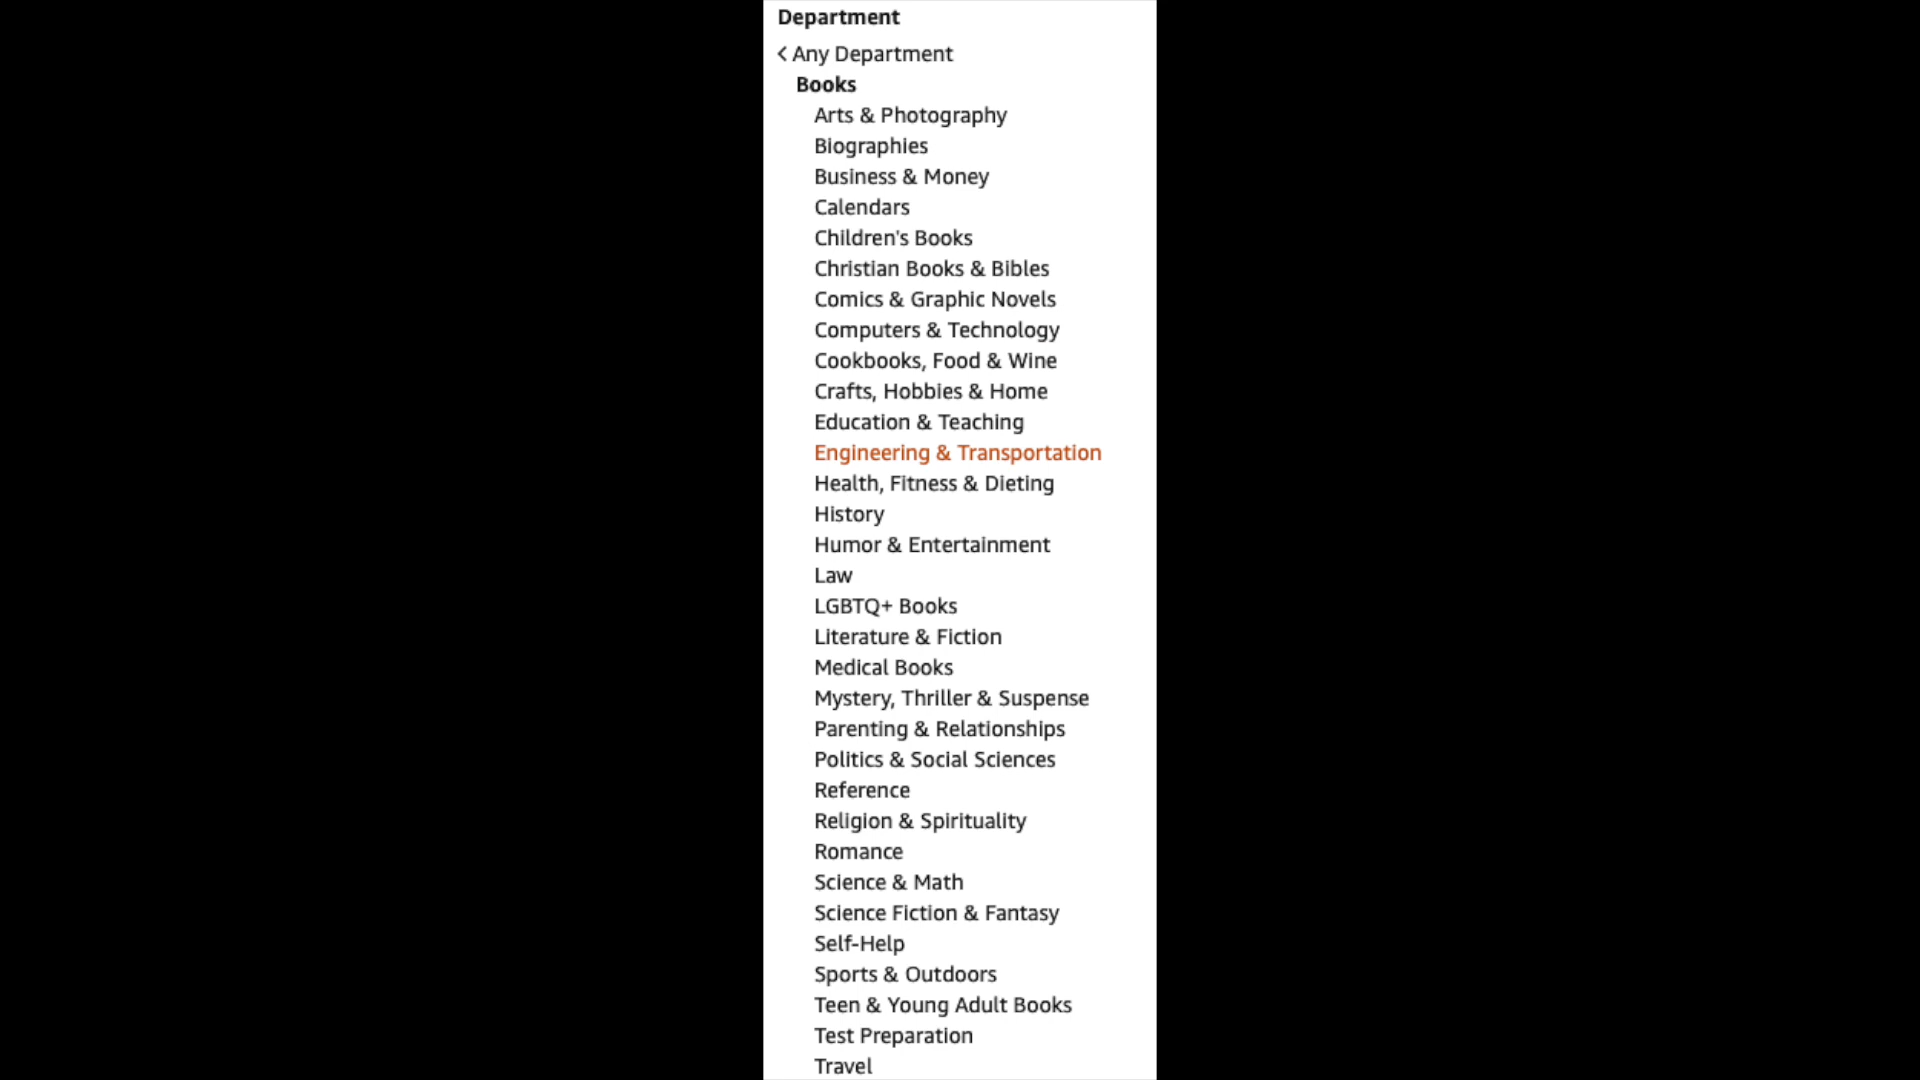 Department
< Any Department
Books
Arts & Photography
Biographies
Business & Money
Calendars
Children's Books
Christian Books & Bibles
Comics & Graphic Novels
Computers & Technology
Cookbooks, Food & Wine
Crafts, Hobbies & Home
Education & Teaching
Engineering & Transportation
Health, Fitness & Dieting
History
Humor & Entertainment
Law
LGBTQ+ Books
Literature & Fiction
Medical Books
Mystery, Thriller & Suspense
Parenting & Relationships
Politics & Social Sciences
Reference
Religion & Spirituality
Romance
Science & Math
Science Fiction & Fantasy
Self-Help
Sports & Outdoors
Teen & Young Adult Books
Test Preparation
Travel